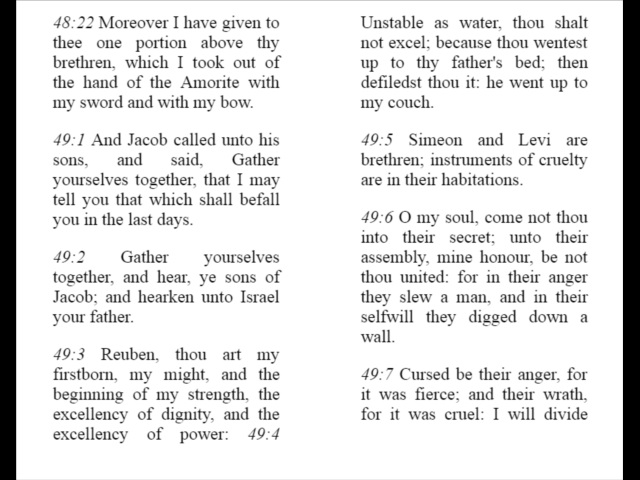 48:22 Moreover I have given to
thee one portion above thy
brethren, which I took out of
the hand of the Amorite with
my sword and with my bow.
49:1 And Jacob called unto his
sons, and said, Gather
yourselves together, that I may
tell you that which shall befall
you in the last days.
49:2 Gather yourselves
together, and hear, ye sons of
Jacob; and hearken unto Israel
your father.
49:3 Reuben, thou art my
firstborn, my might, and the
beginning of my strength, the
excellency of dignity, and the
excellency of power: 49:4
Unstable as water, thou shalt
not excel; because thou wentest
up to thy father's bed; then
defiledst thou it: he went up to
my couch.
49:5 Simeon and Levi are
brethren; instruments of cruelty
are in their habitations.
49:6 O my soul, come not thou
into their secret; unto their
assembly, mine honour, be not
thou united: for in their anger
they slew a man, and in their
selfwill they digged down a
wall.
49:7 Cursed be their anger, for
it was fierce; and their wrath,
for it was cruel: I will divide